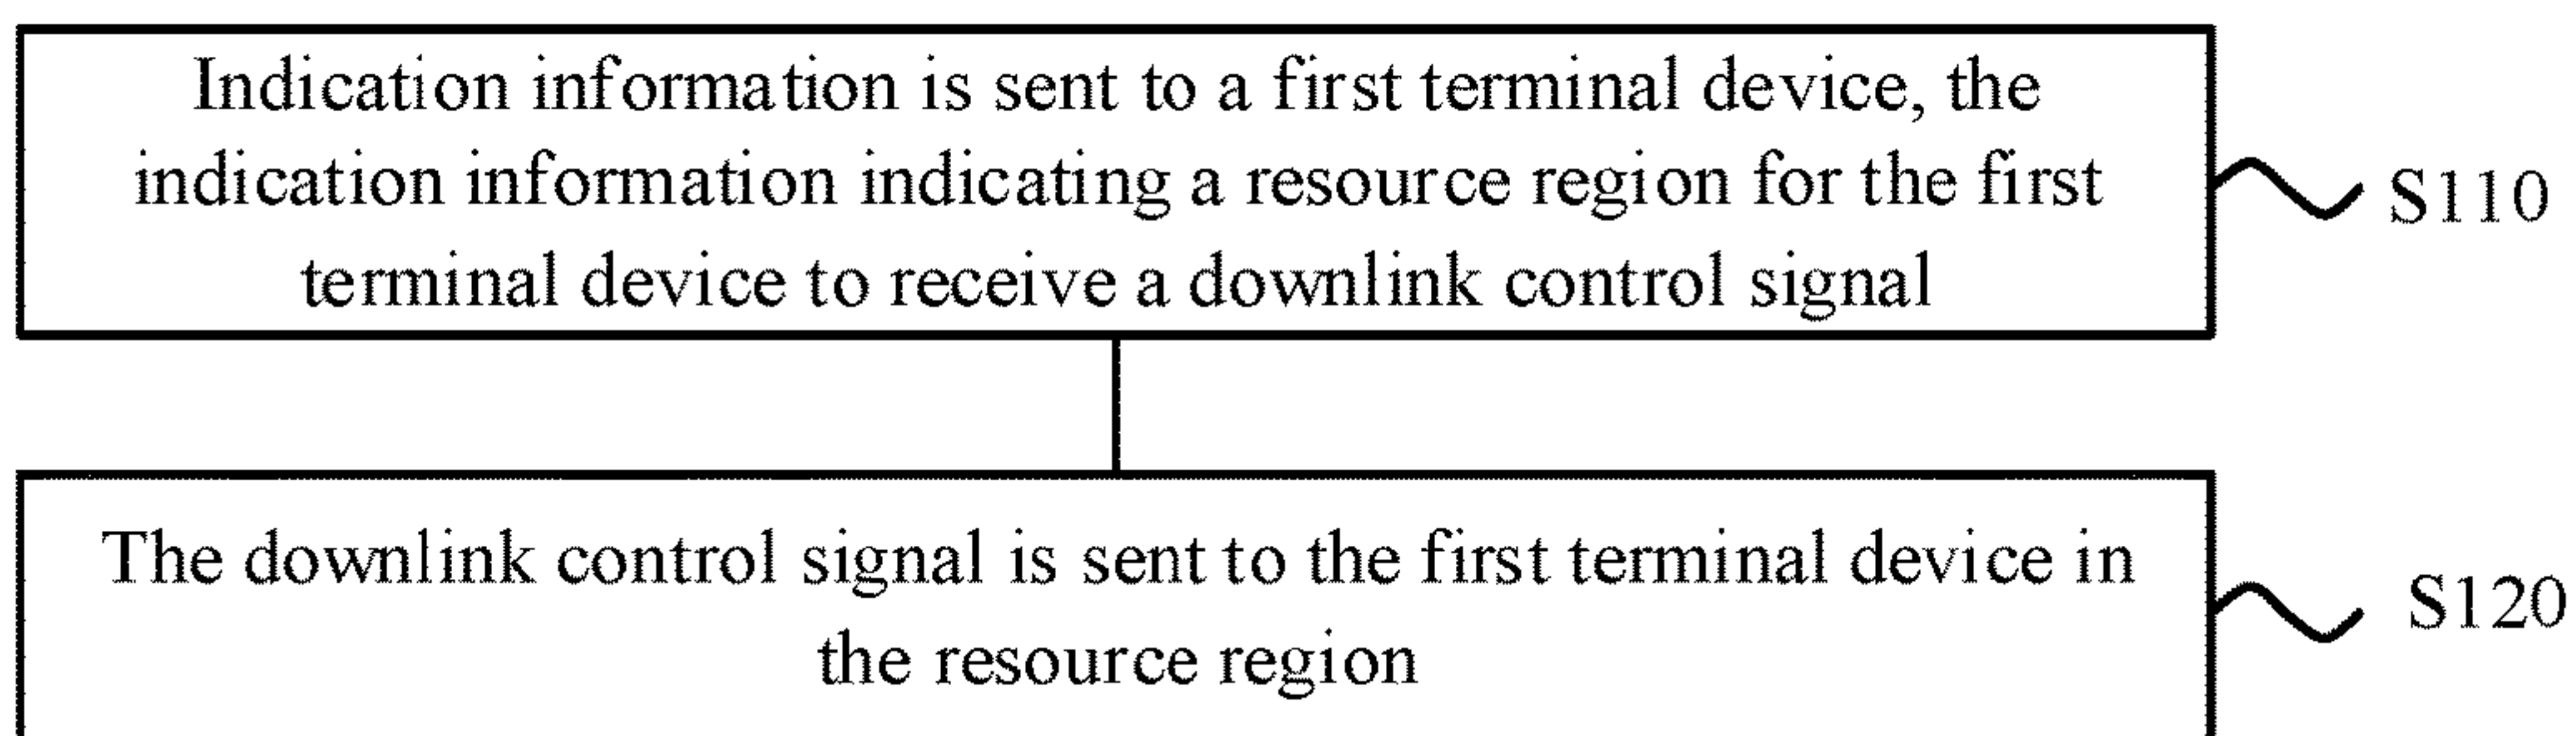 Indication information is sent to a first terminal device, the
indication information indicating a resource region for the first
terminal device to receive a downlink control signal
S110
The downlink control signal is sent to the first terminal device in
the resource region
S120